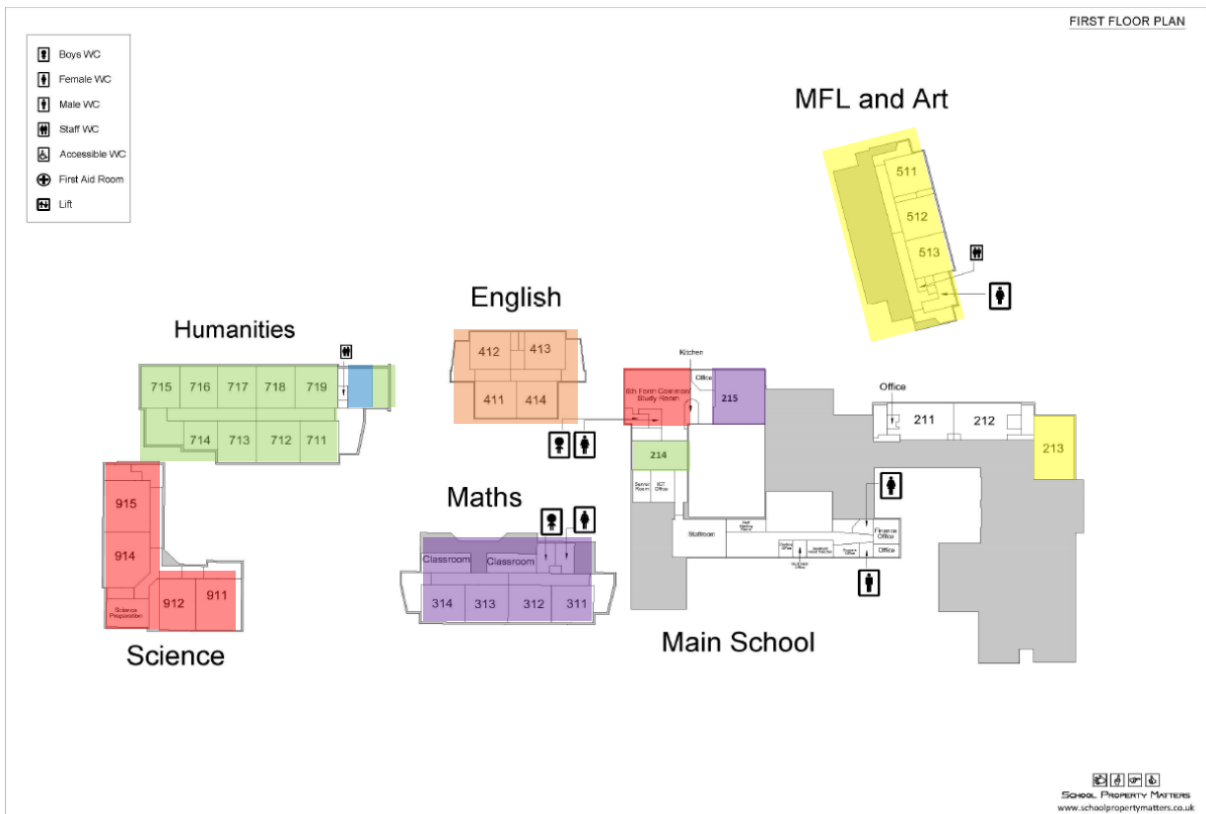 FIRST FLOOR PLAN
Boys WC
Female WC
Male WC
Staff WC
Accessible WC
First Aid Room
Lift
MFL and Art
511
512
513
English
412
413
411
414
Humanities
715
716
717
718
719
714
713
712
711
Kitchen
Office
6th Form Common
Study Room
215
214
Server
Room
ICT
Office
Office
211
212
213
915
914
912
911
Science
Preparation
Science
Maths
Classroom
Classroom
314
313
312
311
Staffroom
Finance
Office
Office
Main School
SCHOOL PROPERTY MATTERS
www.schoolpropertymatters.co.uk